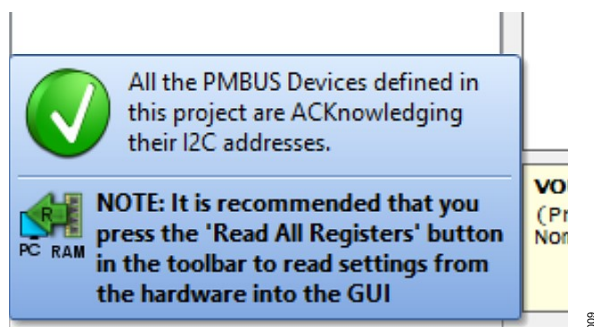 All the PMBUS Devices defined in
this project are ACKnowledging
their I2C addresses.
NOTE: It is recommended that you
press the 'Read All Registers' button
in the toolbar to read settings from
the hardware into the GUI
R
PC RAM
VO
(Pr
Nor
009